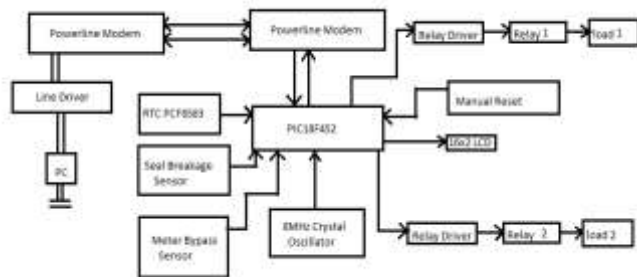 Powerline Modem
Powerline Modem
Relay Driver
Relay 1
load 1
Line Driver
RTC PCF8583
PIC18F452
Manual Reset
16x2 LCD
PC
Seal Breakage
Sensor
Meter Bypass
Sensor
8MHz Crystal
Oscillator
Relay Driver
Relay 2
load 2